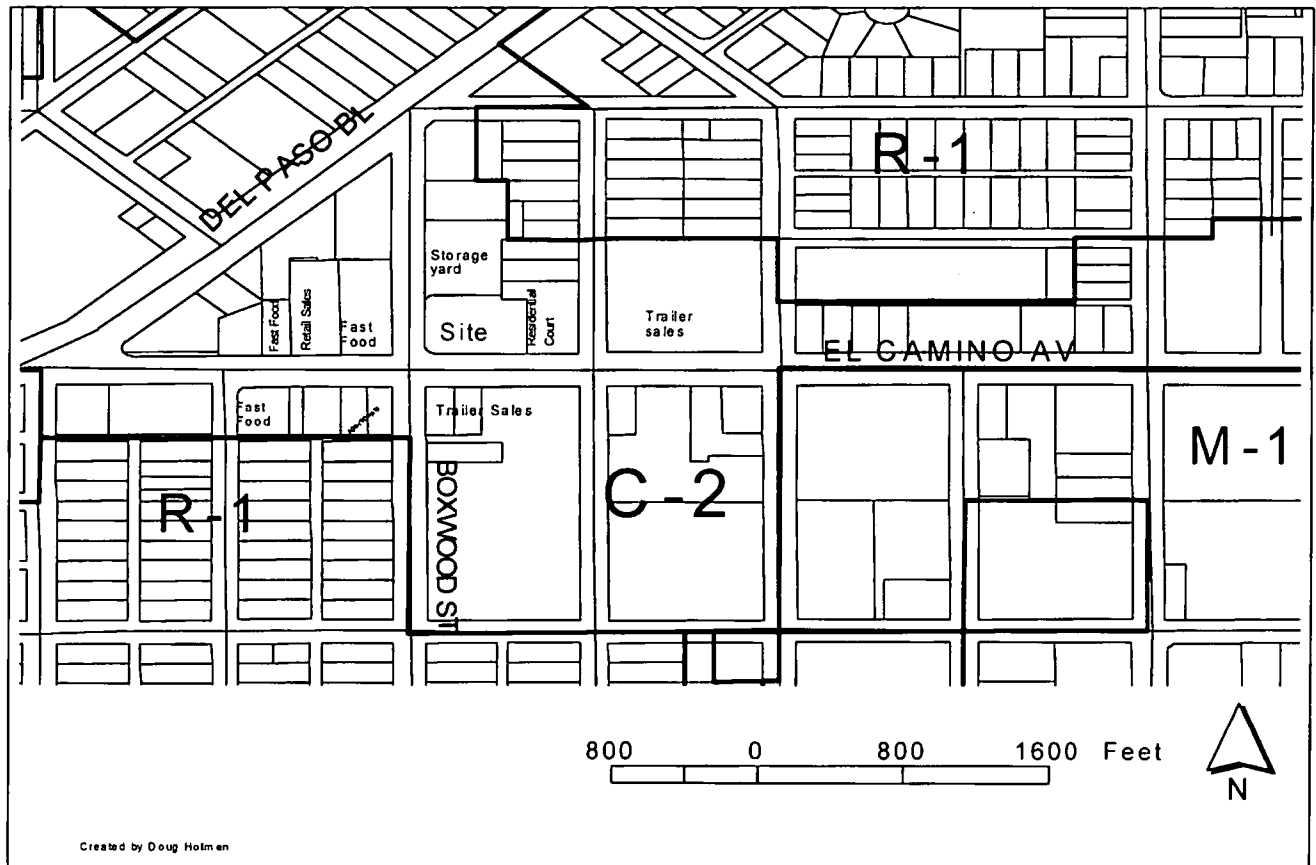 DEL PASO BL
R-1
Storage
yard
Fast Food
Retail Sales
Fast
Food
Site
Residential
Court
Trailer
sales
EL CAMINO AV
Fast
Food
Trailer Sales
BOXWOOD ST
R-1
C-2
M-1
800 0 800 1600 Feet
N
Created by Doug Holmen